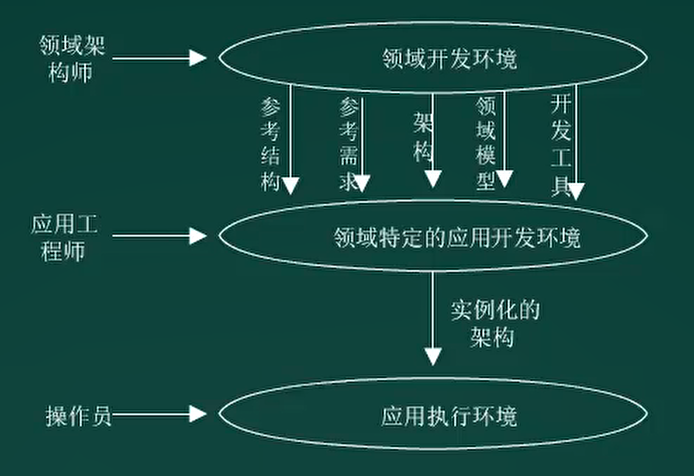 领域架
构师
领域开发环境
参考结构
参考需求
架构
领域模型
开发工具
应用工
程师
领域特定的应用开发环境
实例化的
架构
操作员
应用执行环境